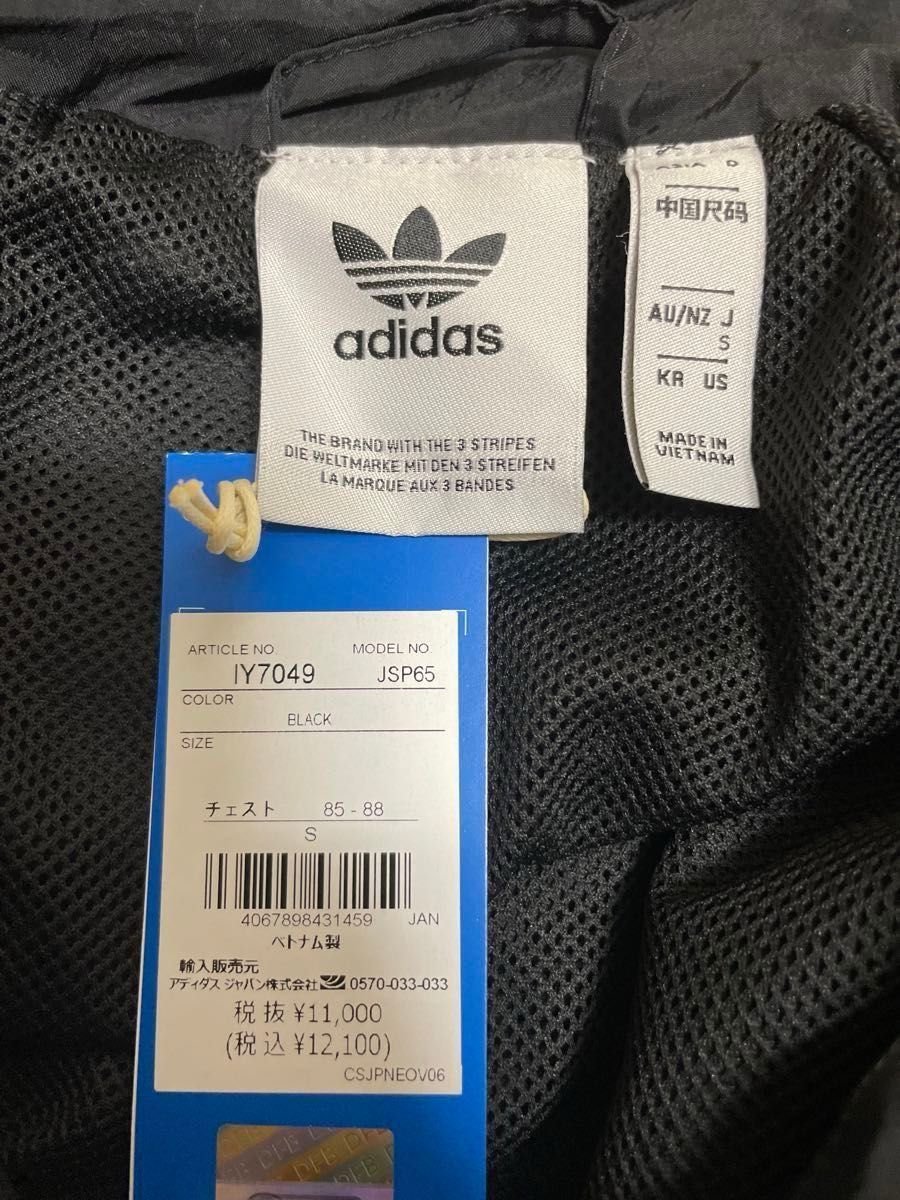 adidas
THE BRAND WITH THE 3 STRIPES
DIE WELTMARKE MIT DEN 3 STREIFEN
LA MARQUE AUX 3 BANDES
中国尺码
AU/NZ J
S
KR US
MADE IN
VIETNAM
ARTICLE NO. MODEL NO.
IY7049 JSP65
COLOR
BLACK
SIZE
チェスト 85 - 88
S
4067898431459 JAN
ベトナム製
輸入販売元
アディダス ジャパン株式会社 0570-033-033
税抜 ¥11,000
(税込 ¥12,100)
CSJPNEOV06